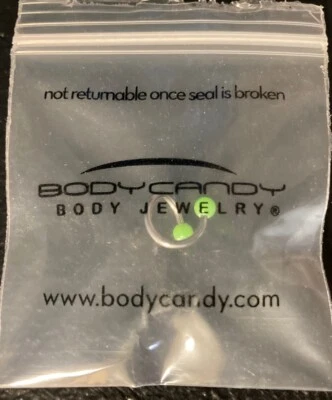 not returnable once seal is broken
BODYCANDY
BODY JEWELRY®
www.bodycandy.com